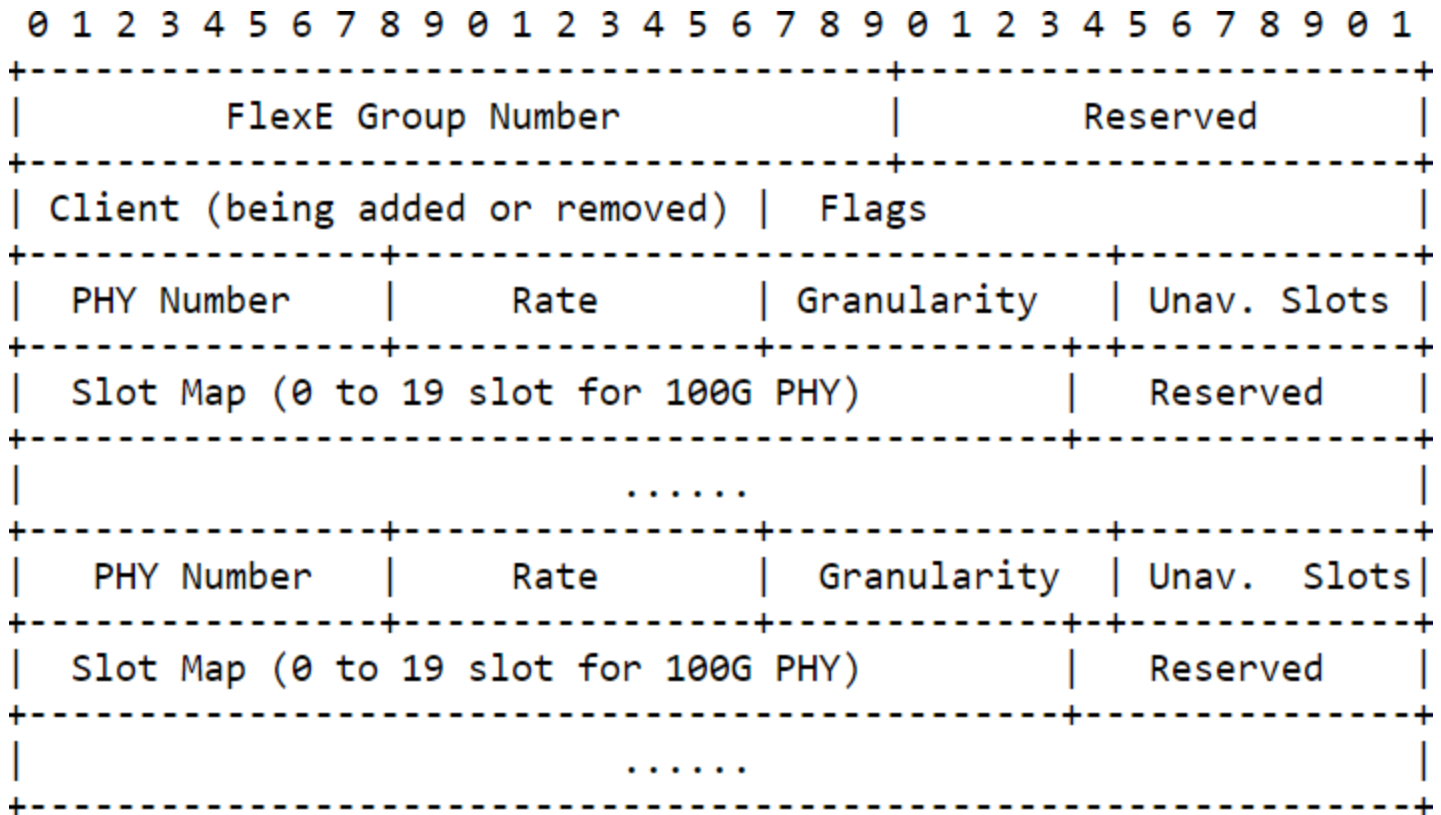 0 1 2 3 4 5 6 7 8 9 0 1 2 3 4 5 6 7 8 9 0 1 2 3 4 5 6 7 8 9 0 1
FlexE Group Number | Reserved
Client (being added or removed) | Flags
PHY Number | Rate | Granularity | Unav. Slots
Slot Map (0 to 19 slot for 100G PHY) | Reserved
......
PHY Number | Rate | Granularity | Unav. Slots
Slot Map (0 to 19 slot for 100G PHY) | Reserved
......